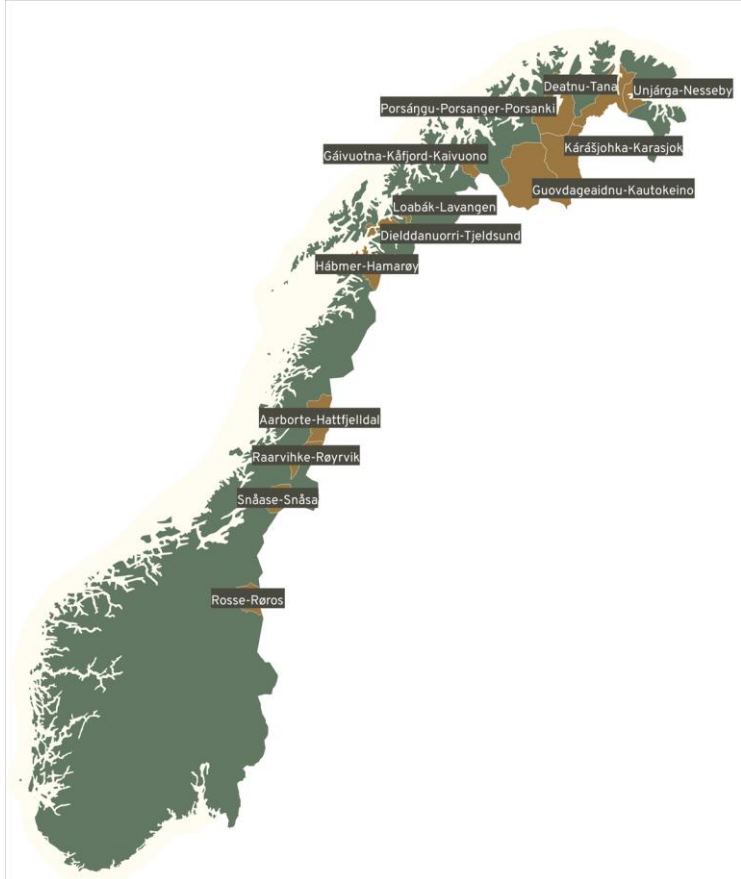 Deatnu-Tana
Unjárga-Nesseby
Porsáŋgu-Porsanger-Porsanki
Kárášjohka-Karasjok
Gáivuotna-Kåfjord-Kaivuono
Guovdageaidnu-Kautokeino
Loabák-Lavangen
Dielddanuorri-Tjeldsund
Hábmer-Hamarøy
Aarborte-Hattfjelldal
Raarvihke-Røyrvik
Snåase-Snåsa
Rosse-Røros